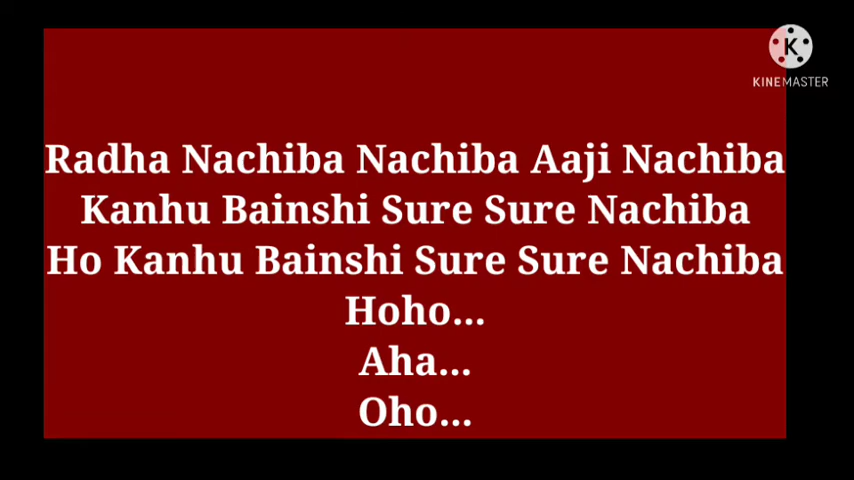 K
KINEMASTER
Radha Nachiba Nachiba Aaji Nachiba
Kanhu Bainshi Sure Sure Nachiba
Ho Kanhu Bainshi Sure Sure Nachiba
Hoho...
Aha...
Oho...